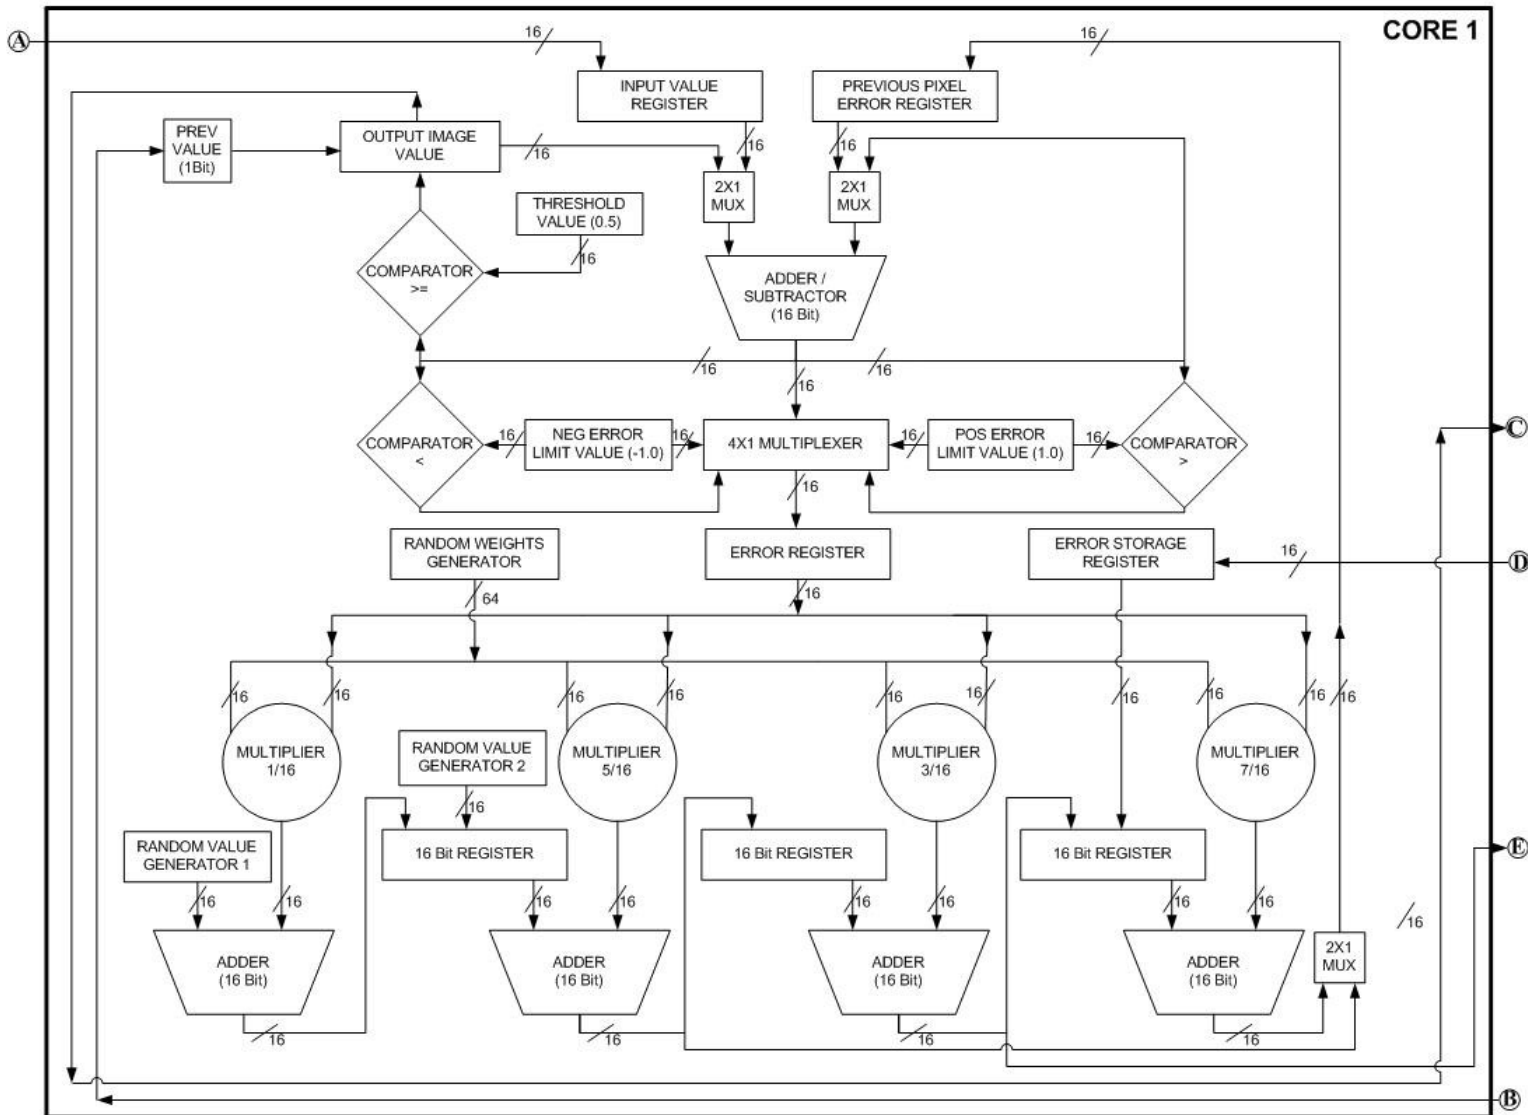 CORE 1
A
16
16
INPUT VALUE
REGISTER
PREVIOUS PIXEL
ERROR REGISTER
PREV
VALUE
(1Bit)
OUTPUT IMAGE
VALUE
16
16
16
2X1
MUX
2X1
MUX
THRESHOLD
VALUE (0.5)
16
COMPARATOR
>=
ADDER /
SUBTRACTOR
(16 Bit)
16
16
16
COMPARATOR
<
16
NEG ERROR
LIMIT VALUE (-1.0)
16
4X1 MULTIPLEXER
16
POS ERROR
LIMIT VALUE (1.0)
16
COMPARATOR
>
C
16
RANDOM WEIGHTS
GENERATOR
ERROR REGISTER
ERROR STORAGE
REGISTER
16
D
64
16
16
16
16
16
16
16
16
16
16
16
MULTIPLIER
1/16
RANDOM VALUE
GENERATOR 2
MULTIPLIER
5/16
MULTIPLIER
3/16
MULTIPLIER
7/16
16
RANDOM VALUE
GENERATOR 1
16 Bit REGISTER
16 Bit REGISTER
16 Bit REGISTER
E
16
16
16
16
16
16
16
16
16
ADDER
(16 Bit)
ADDER
(16 Bit)
ADDER
(16 Bit)
ADDER
(16 Bit)
2X1
MUX
16
16
16
16
B